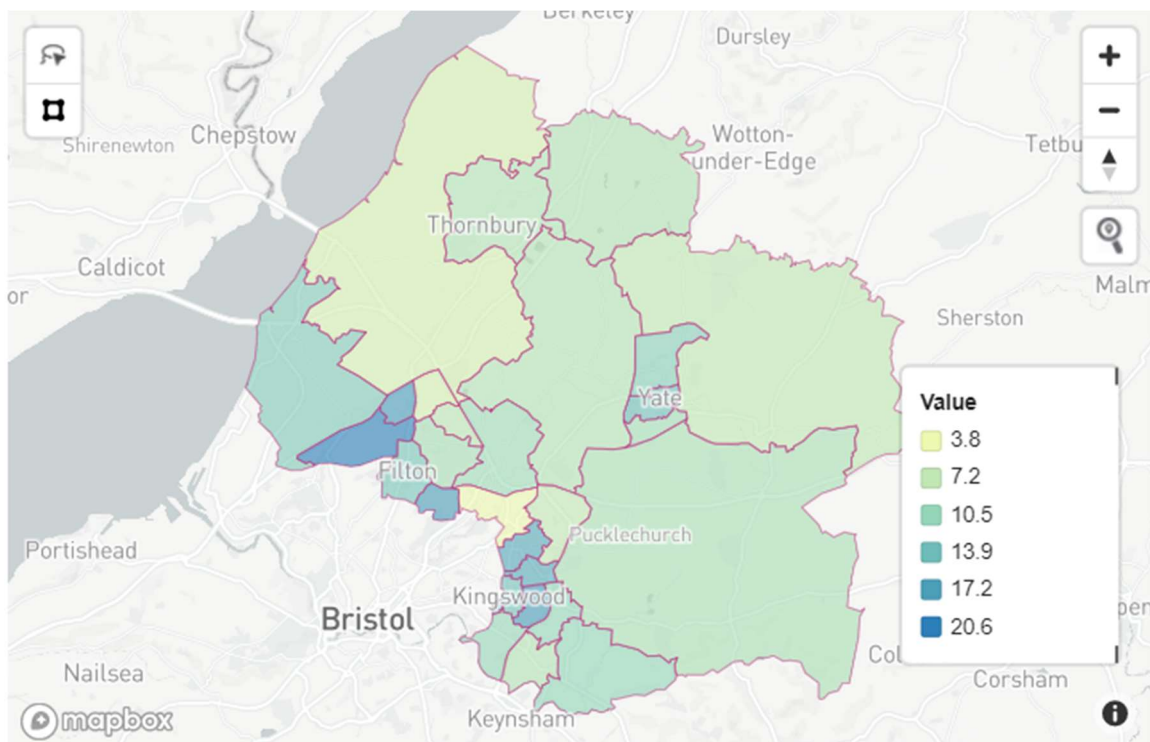 Berkeley
Dursley
Chepstow
Shirenewton
Wotton-
under-Edge
Tetbu
Thornbury
Caldicot
or
Malm
Sherston
Value
3.8
Yate
7.2
Filton
10.5
Pucklechurch
13.9
Portishead
17.2
Kingswood
Bristol
20.6
Nailsea
Corsham
Keynsham
mapbox